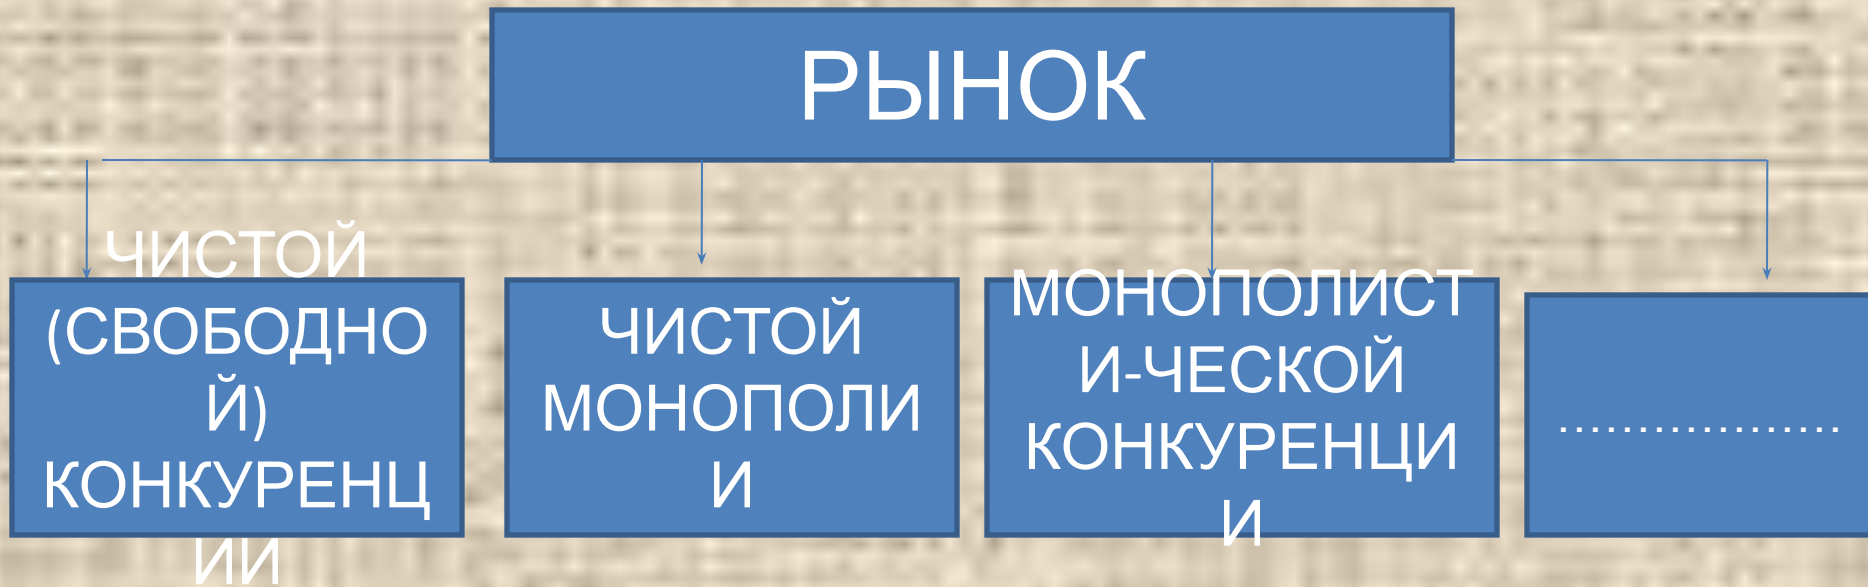 РЫНОК
ЧИСТОЙ
(СВОБОДНО
Й)
КОНКУРЕНЦ
ИИ
ЧИСТОЙ
МОНОПОЛИ
И
МОНОПОЛИСТ
И-ЧЕСКОЙ
КОНКУРЕНЦИ
И
..................